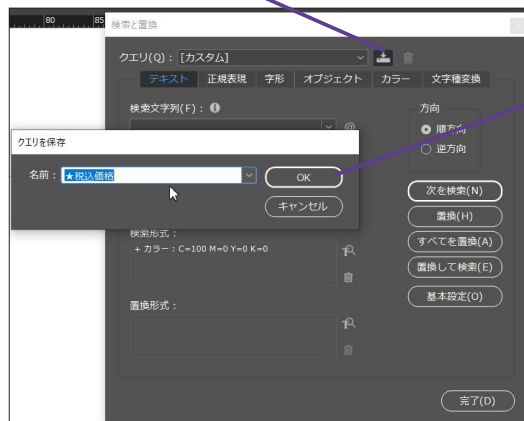 80 85
検索と置換
クエリ(Q)： [カスタム]
テキスト 正規表現 字形 オブジェクト カラー 文字種変換
検索文字列(F)： 方向
@ 順方向
クエリを保存
逆方向
名前： ★税込価格 OK 次を検索(N)
キャンセル 置換(H)
検索形式： すべてを置換(A)
+ カラー：C=100 M=0 Y=0 K=0
置換して検索(E)
基本設定(O)
置換形式：
完了(D)